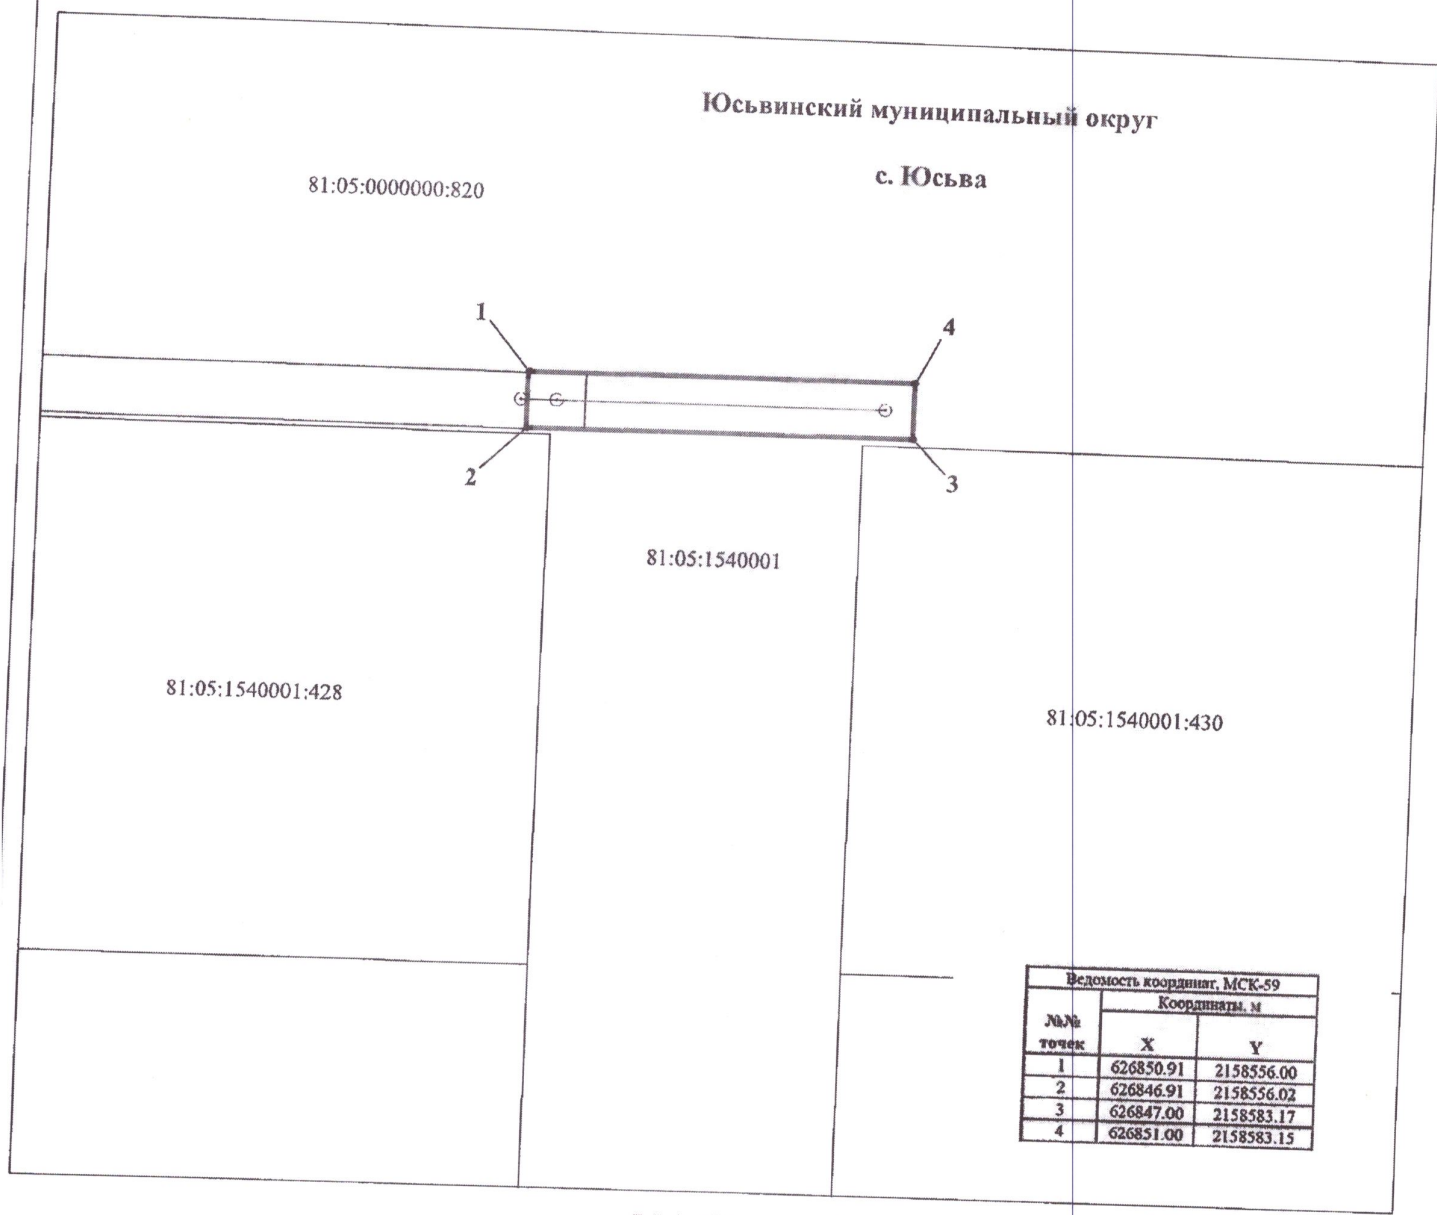 Юсьвинский муниципальный округ
с. Юсьва
81:05:0000000:820
1
4
2
3
81:05:1540001
81:05:1540001:428
81:05:1540001:430
Ведомость координат, МСК-59
№№ точек
Координаты, м
X Y
1 626850.91 2158556.00
2 626846.91 2158556.02
3 626847.00 2158583.17
4 626851.00 2158583.15